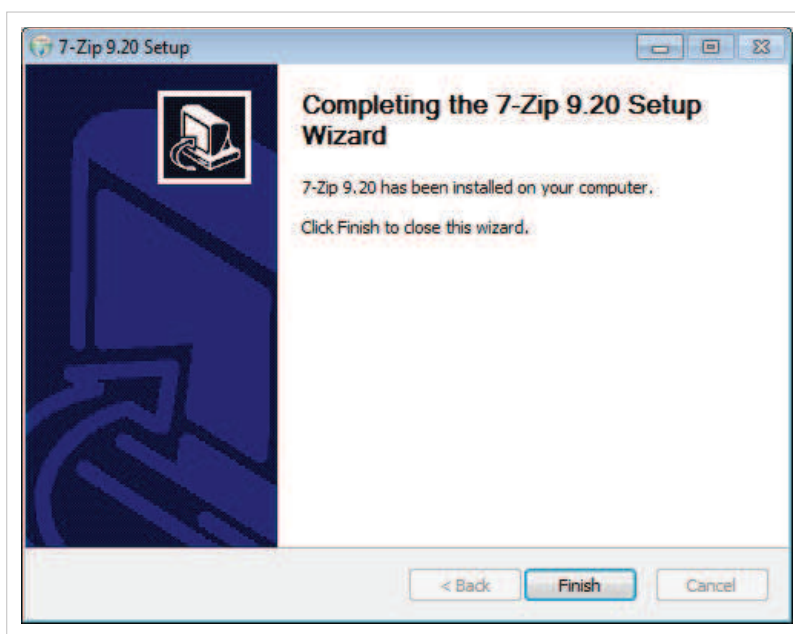 7-Zip 9.20 Setup
Completing the 7-Zip 9.20 Setup
Wizard
7-Zip 9.20 has been installed on your computer.
Click Finish to close this wizard.
< Back Finish Cancel